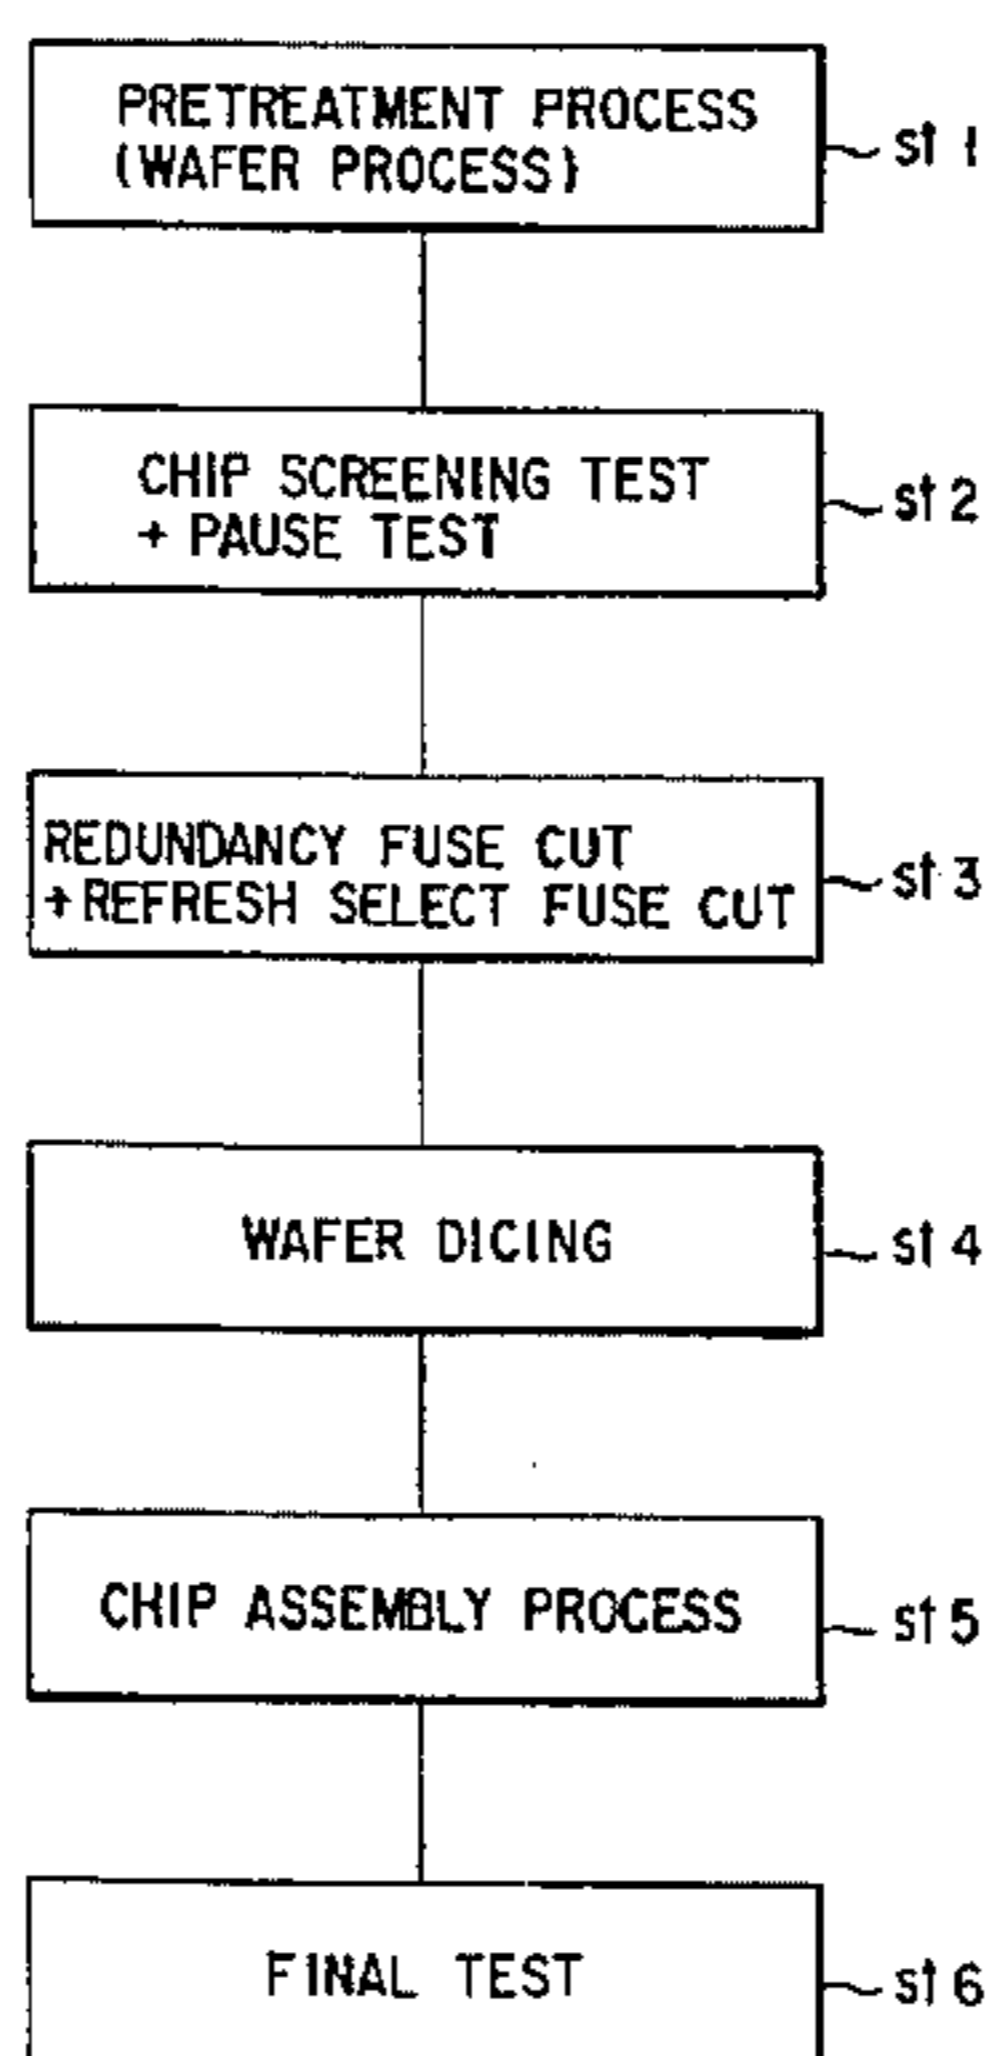 PRETREATMENT PROCESS
(WAFER PROCESS)
st 1
CHIP SCREENING TEST
+ PAUSE TEST
st 2
REDUNDANCY FUSE CUT
+REFRESH SELECT FUSE CUT
st 3
WAFER DICING
st 4
CHIP ASSEMBLY PROCESS
st 5
FINAL TEST
st 6